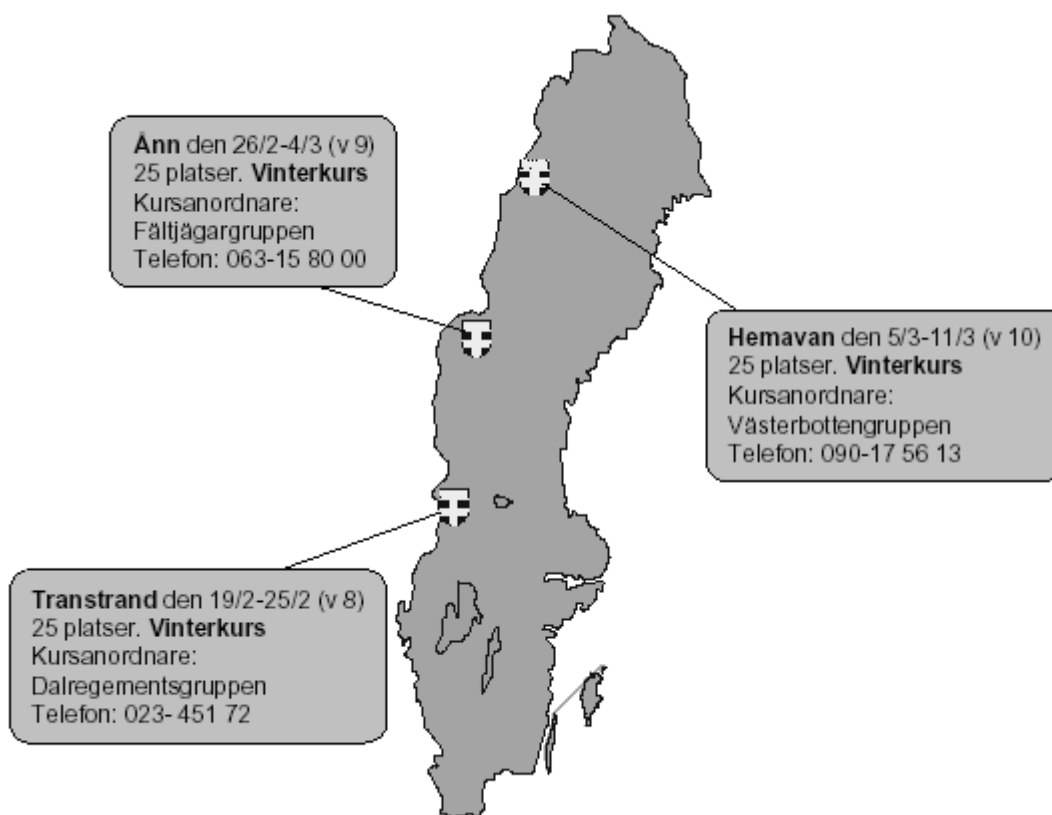 Ånn den 26/2-4/3 (v 9)
25 platser. Vinterkurs
Kursanordnare:
Fältjägargruppen
Telefon: 063-15 80 00
Hemavan den 5/3-11/3 (v 10)
25 platser. Vinterkurs
Kursanordnare:
Västerbottengruppen
Telefon: 090-17 56 13
Transtrand den 19/2-25/2 (v 8)
25 platser. Vinterkurs
Kursanordnare:
Dalregementsgruppen
Telefon: 023- 451 72